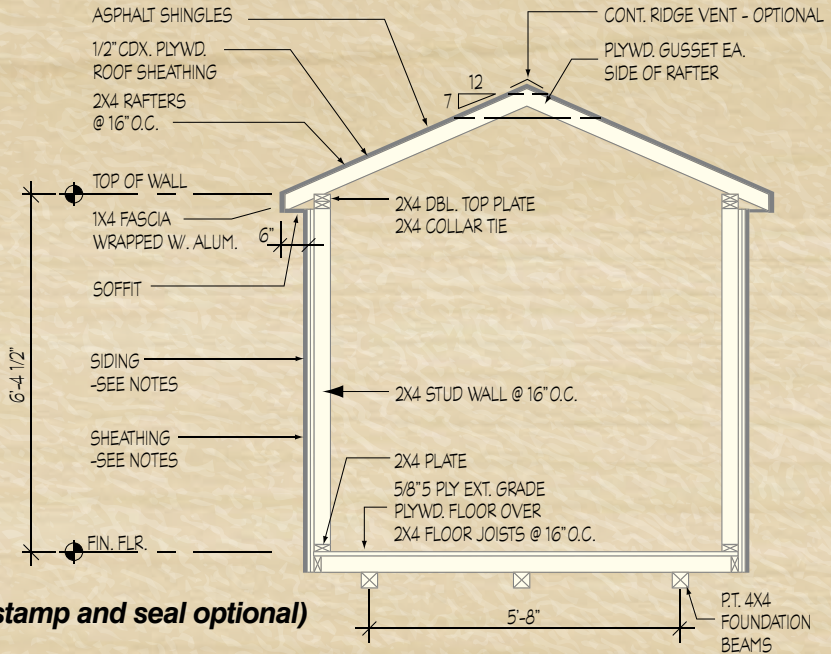 ASPHALT SHINGLES
1/2" CDX. PLYWD.
ROOF SHEATHING
2X4 RAFTERS
@ 16" O.C.
12
7
CONT. RIDGE VENT - OPTIONAL
PLYWD. GUSSET EA.
SIDE OF RAFTER
TOP OF WALL
1X4 FASCIA
WRAPPED W. ALUM.
6"
SOFFIT
2X4 DBL. TOP PLATE
2X4 COLLAR TIE
6'-4 1/2"
SIDING
-SEE NOTES
2X4 STUD WALL @ 16" O.C.
SHEATHING
-SEE NOTES
2X4 PLATE
5/8" 5 PLY EXT. GRADE
PLYWD. FLOOR OVER
2X4 FLOOR JOISTS @ 16" O.C.
FIN. FLR.
stamp and seal optional)
5'-8"
P.T. 4X4
FOUNDATION
BEAMS